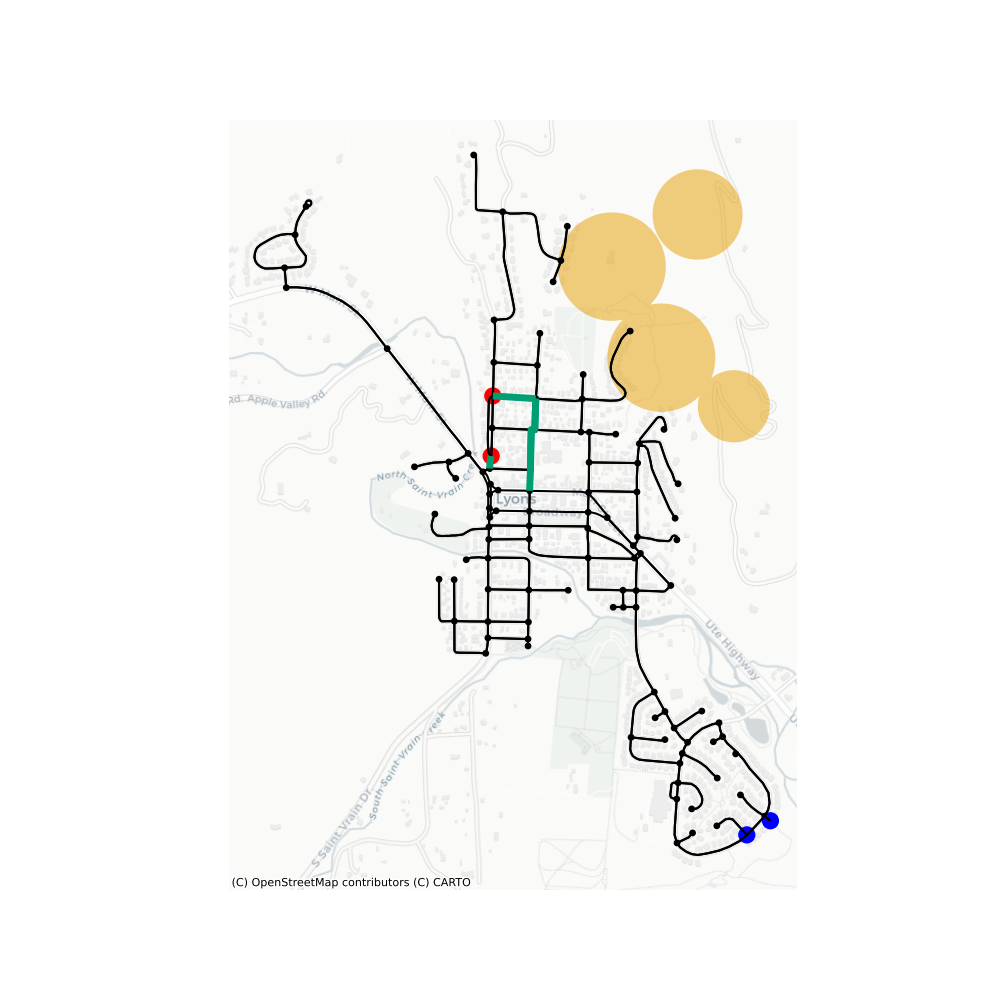 Rd. Apple Valley Rd.
North Saint Vrain Cre
Lyons
Broadway
Ute Highway
South Saint Vrain Creek
S Saint Vrain Dr.
(C) OpenStreetMap contributors (C) CARTO